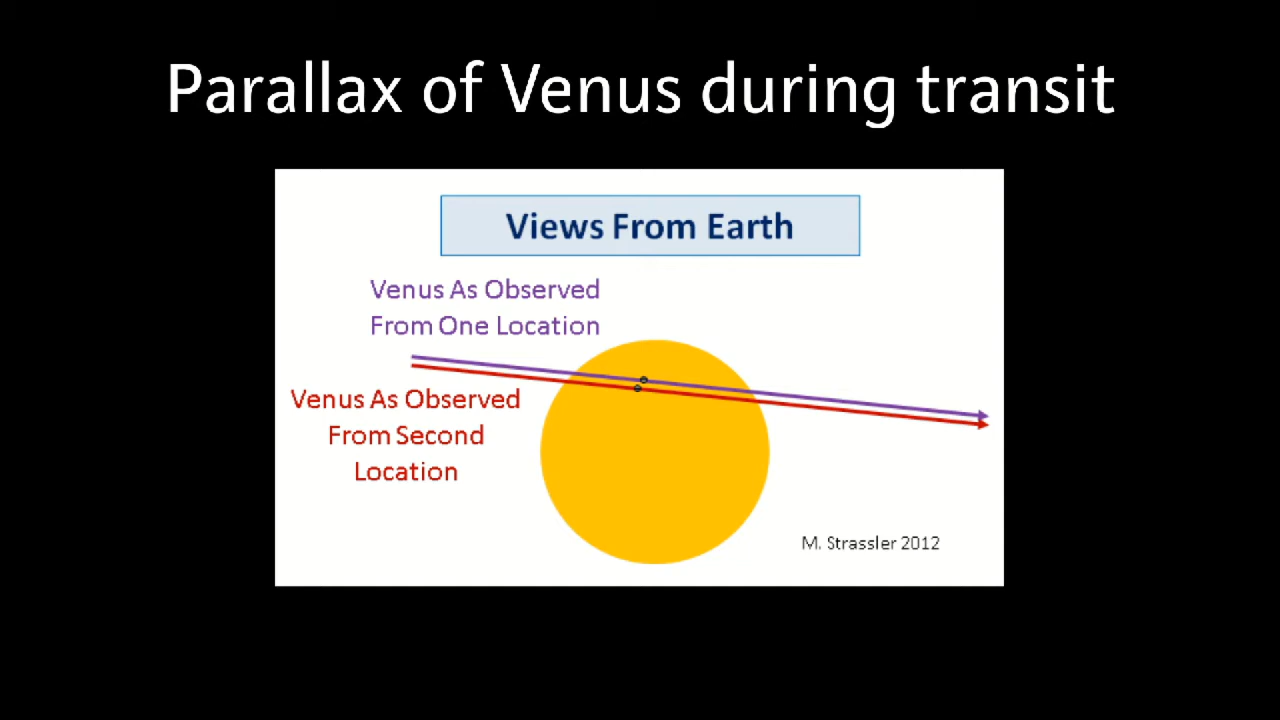 Parallax of Venus during transit
Views From Earth
Venus As Observed
From One Location
Venus As Observed
From Second
Location
M. Strassler 2012